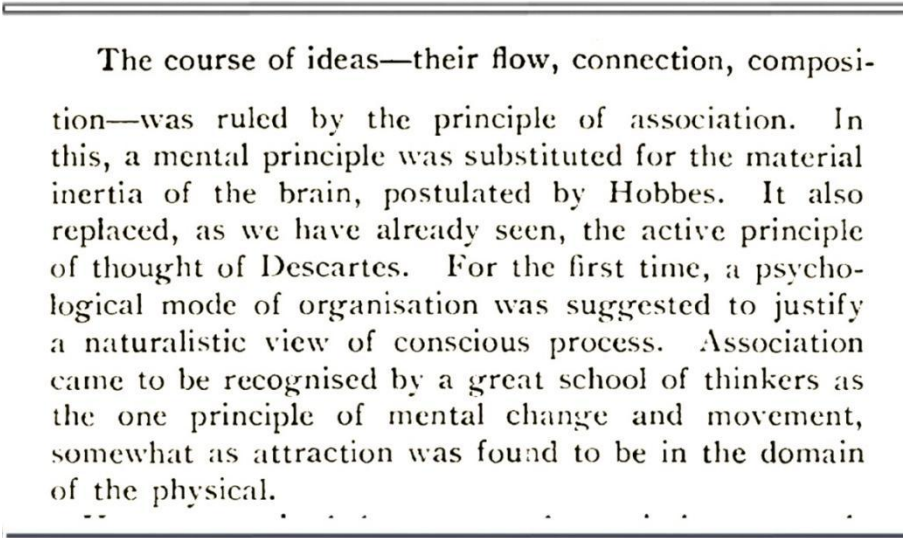 The course of ideas—their flow, connection, composi-
tion—was ruled by the principle of association. In
this, a mental principle was substituted for the material
inertia of the brain, postulated by Hobbes. It also
replaced, as we have already seen, the active principle
of thought of Descartes. For the first time, a psycho-
logical mode of organisation was suggested to justify
a naturalistic view of conscious process. Association
came to be recognised by a great school of thinkers as
the one principle of mental change and movement,
somewhat as attraction was found to be in the domain
of the physical.